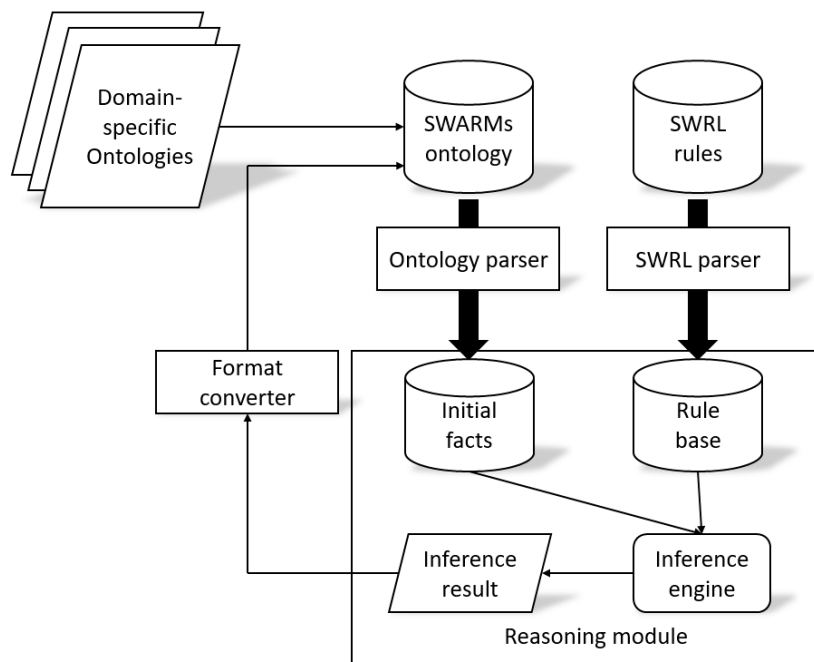 Domain-
specific
Ontologies
SWARMs
ontology
SWRL
rules
Ontology parser
SWRL parser
Format
converter
Initial
facts
Rule
base
Inference
result
Inference
engine
Reasoning module